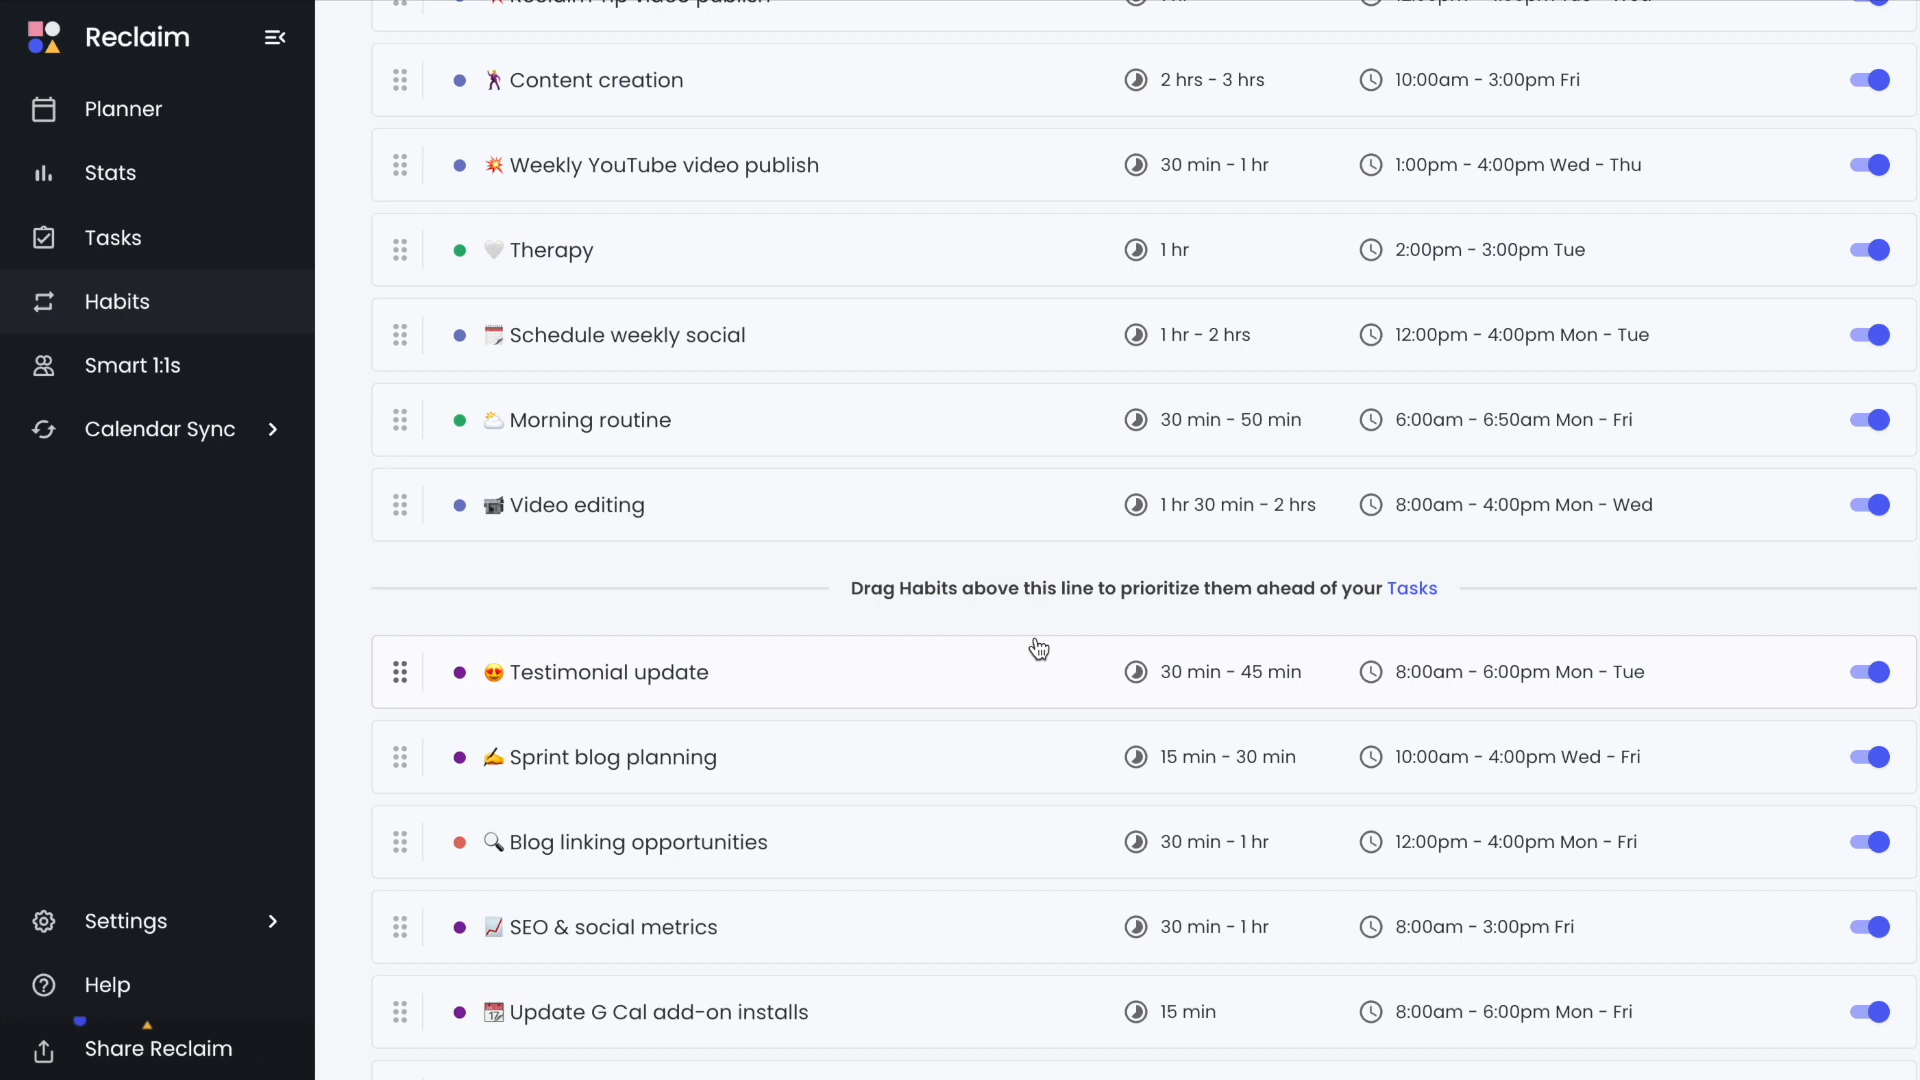 Reclaim
Planner
Stats
Tasks
Habits
Smart 1:1s
Calendar Sync
Settings
Help
Share Reclaim
Content creation 2 hrs - 3 hrs 10:00am - 3:00pm Fri
Weekly YouTube video publish 30 min - 1 hr 1:00pm - 4:00pm Wed - Thu
Therapy 1 hr 2:00pm - 3:00pm Tue
Schedule weekly social 1 hr - 2 hrs 12:00pm - 4:00pm Mon - Tue
Morning routine 30 min - 50 min 6:00am - 6:50am Mon - Fri
Video editing 1 hr 30 min - 2 hrs 8:00am - 4:00pm Mon - Wed
Drag Habits above this line to prioritize them ahead of your Tasks
Testimonial update 30 min - 45 min 8:00am - 6:00pm Mon - Tue
Sprint blog planning 15 min - 30 min 10:00am - 4:00pm Wed - Fri
Blog linking opportunities 30 min - 1 hr 12:00pm - 4:00pm Mon - Fri
SEO & social metrics 30 min - 1 hr 8:00am - 3:00pm Fri
Update G Cal add-on installs 15 min 8:00am - 6:00pm Mon - Fri